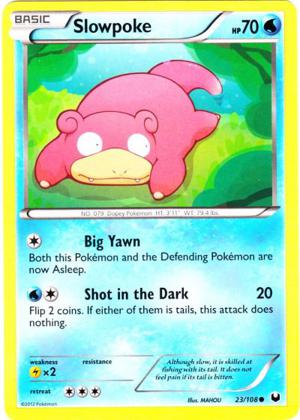 BASIC
Slowpoke
HP70
NO. 079 Dopey Pokémon HT: 3'11" WT: 79.4 lbs.
Big Yawn
Both this Pokémon and the Defending Pokémon are
now Asleep.
Shot in the Dark 20
Flip 2 coins. If either of them is tails, this attack does
nothing.
weakness
×2
resistance
retreat
Although slow, it is skilled at
fishing with its tail. It does not
feel pain if its tail is bitten.
©2012 Pokémon
Illus. MAHOU
23/108